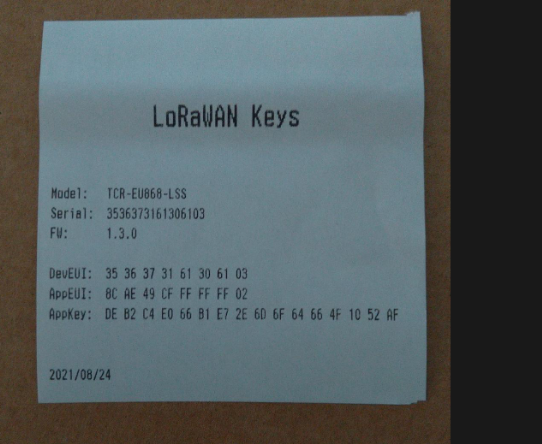 LoRaWAN Keys
Model: TCR-EU868-LSS
Serial: 3536373161306103
FW: 1.3.0
DevEUI: 35 36 37 31 61 30 61 03
AppEUI: 8C AE 49 CF FF FF FF 02
AppKey: DE B2 C4 E0 66 B1 E7 2E 6D 6F 64 66 4F 10 52 AF
2021/08/24